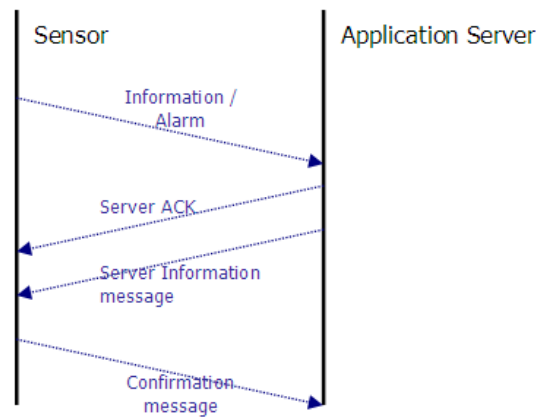 Sensor
Application Server
Information /
Alarm
Server ACK
Server Information
message
Confirmation
message